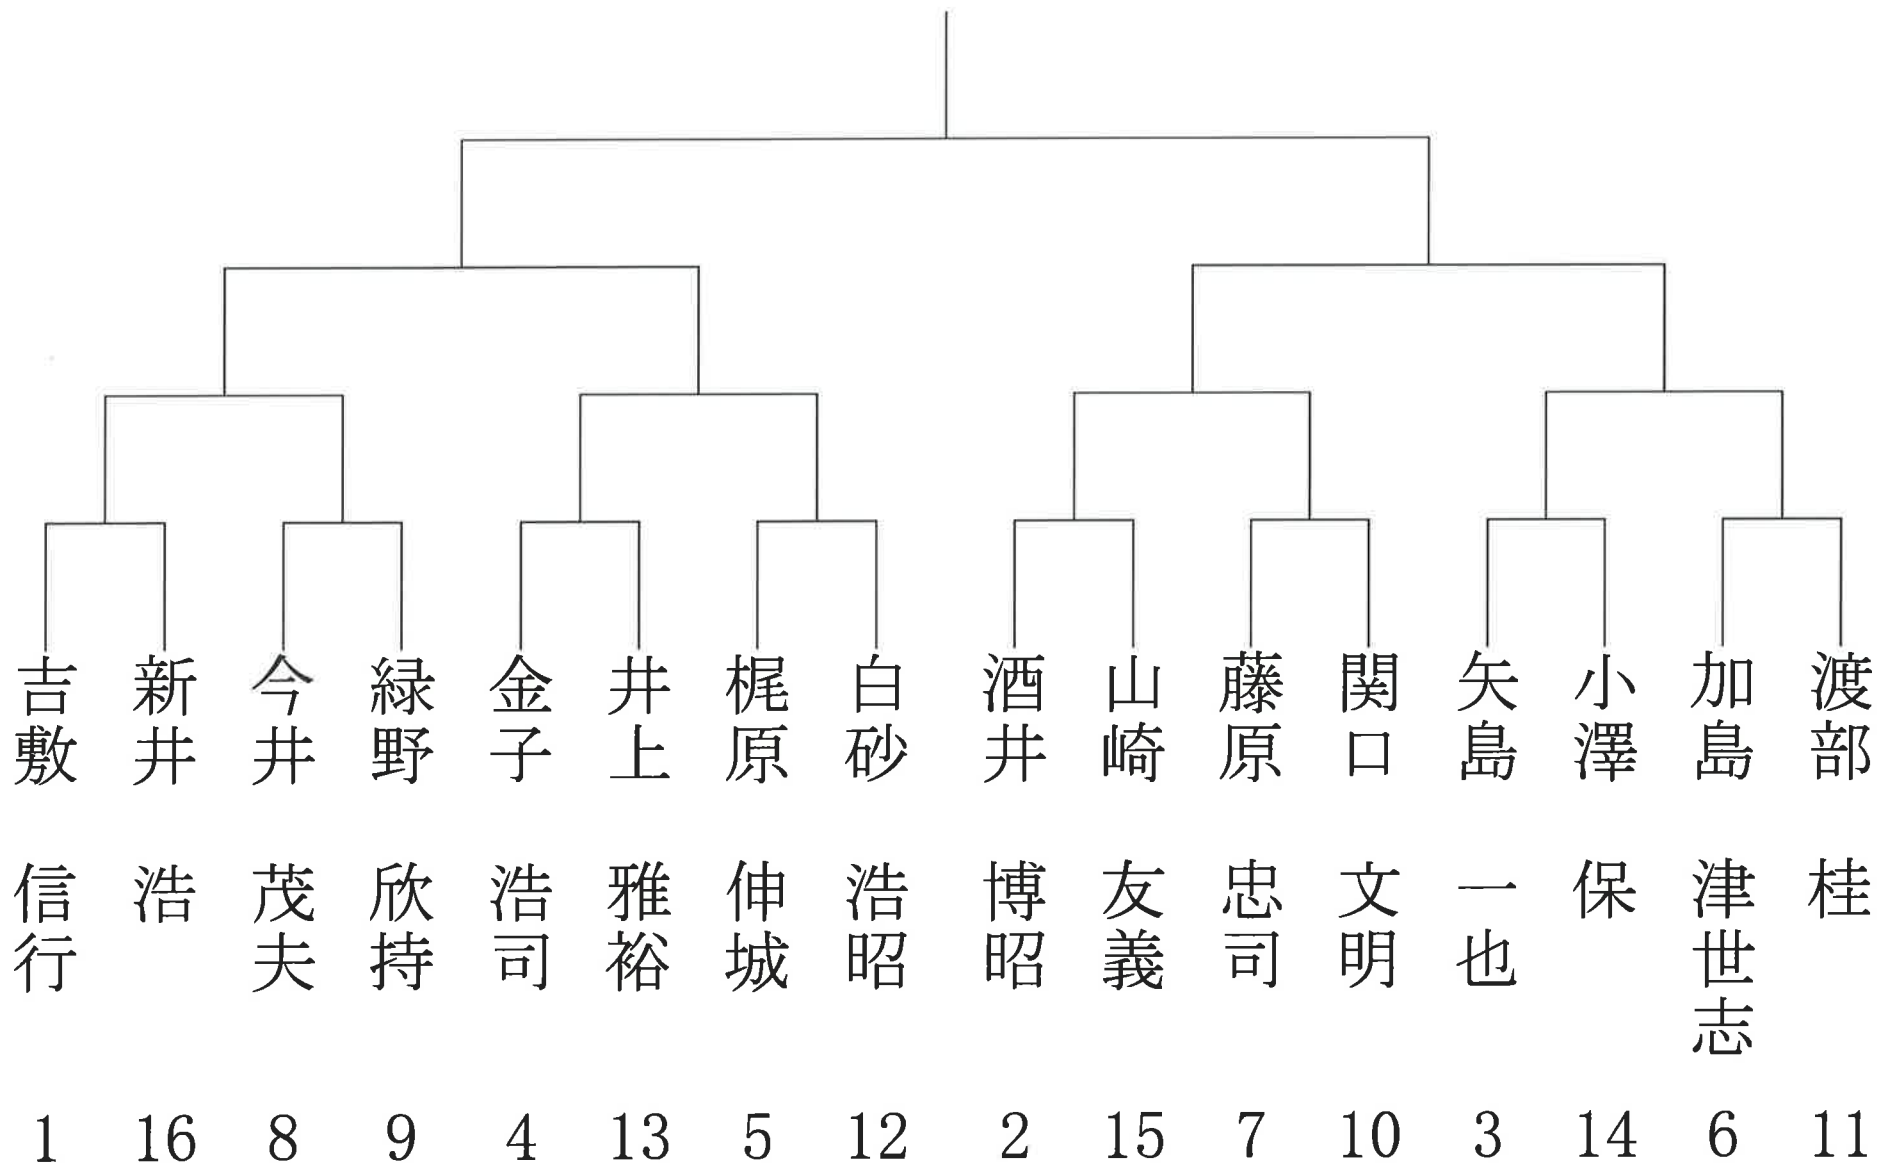 吉敷 信行 1
新井 浩 16
今井 茂夫 8
緑野 欣持 9
金子 浩司 4
井上 雅裕 13
梶原 伸城 5
白砂 浩昭 12
酒井 博昭 2
山崎 友義 15
藤原 忠司 7
関口 文明 10
矢島 一也 3
小澤 保 14
加島 津世志 6
渡部 桂 11